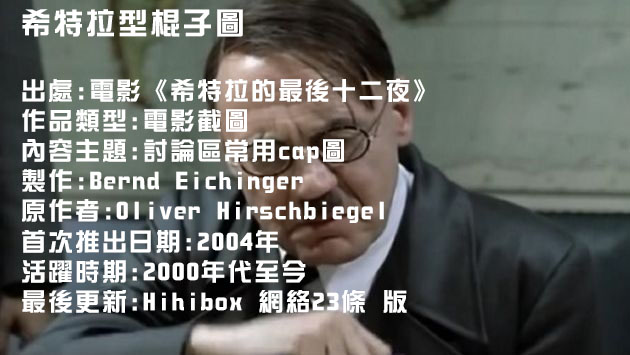 希特拉型棍子圖
出處:電影《希特拉的最後十二夜》
作品類型:電影截圖
內容主題:討論區常用cap圖
製作:Bernd Eichinger
原作者:Oliver Hirschbiegel
首次推出日期:2004年
活躍時期:2000年代至今
最後更新:Hihibox 網絡23條 版